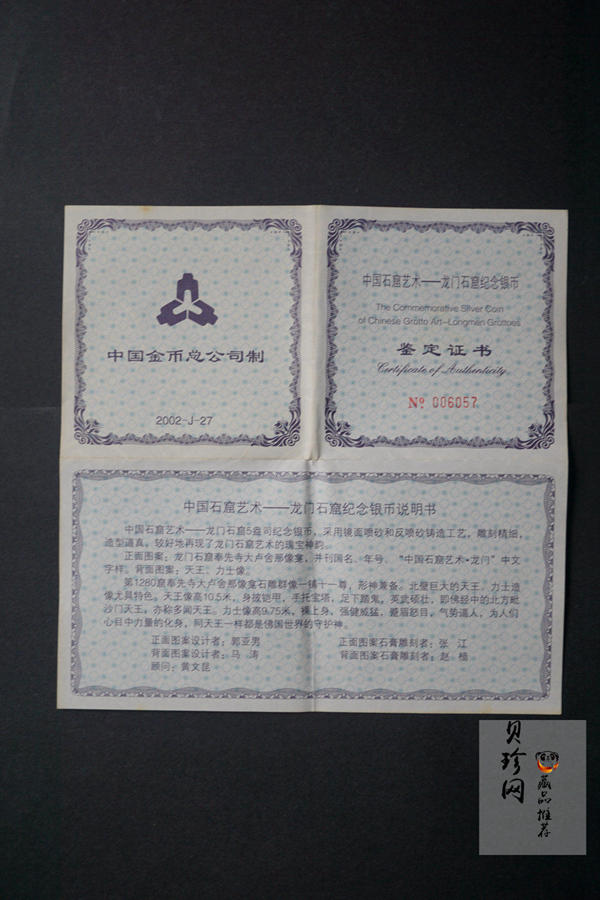 中国金币总公司制
2002-J-27
中国石窟艺术——龙门石窟纪念银币
The Commemorative Silver Coin
of Chinese Grotto Art-Longmen Grottoes
鉴定证书
Certificate of Authenticity
№ 006057
中国石窟艺术——龙门石窟纪念银币说明书
中国石窟艺术——龙门石窟5盎司纪念银币，采用镜面喷砂和反喷砂铸造工艺，雕刻精细，
造型逼真，较好地再现了龙门石窟艺术的瑰宝神韵。
正面图案：龙门石窟奉先寺大卢舍那像龛，并刊国名、年号、“中国石窟艺术·龙门”中文
字样。背面图案：天王、力士像。
第1280窟奉先寺大卢舍那像龛石雕群像一铺十一尊，形神兼备。北壁巨大的天王、力士造
像尤具特色。天王像高10.5米，身披铠甲，手托宝塔，足下踏鬼，英武硕壮，即佛经中的北方毗
沙门天王，亦称多闻天王。力士像高9.75米，裸上身，强健威猛，蹙眉怒目，气势逼人，为人们
心目中力量的化身，同天王一样都是佛国世界的守护神。
正面图案设计者：郭亚男 正面图案石膏雕刻者：张 江
背面图案设计者：马 涛 背面图案石膏雕刻者：赵 樯
顾问：黄文昆
贝珍网
藏品推荐